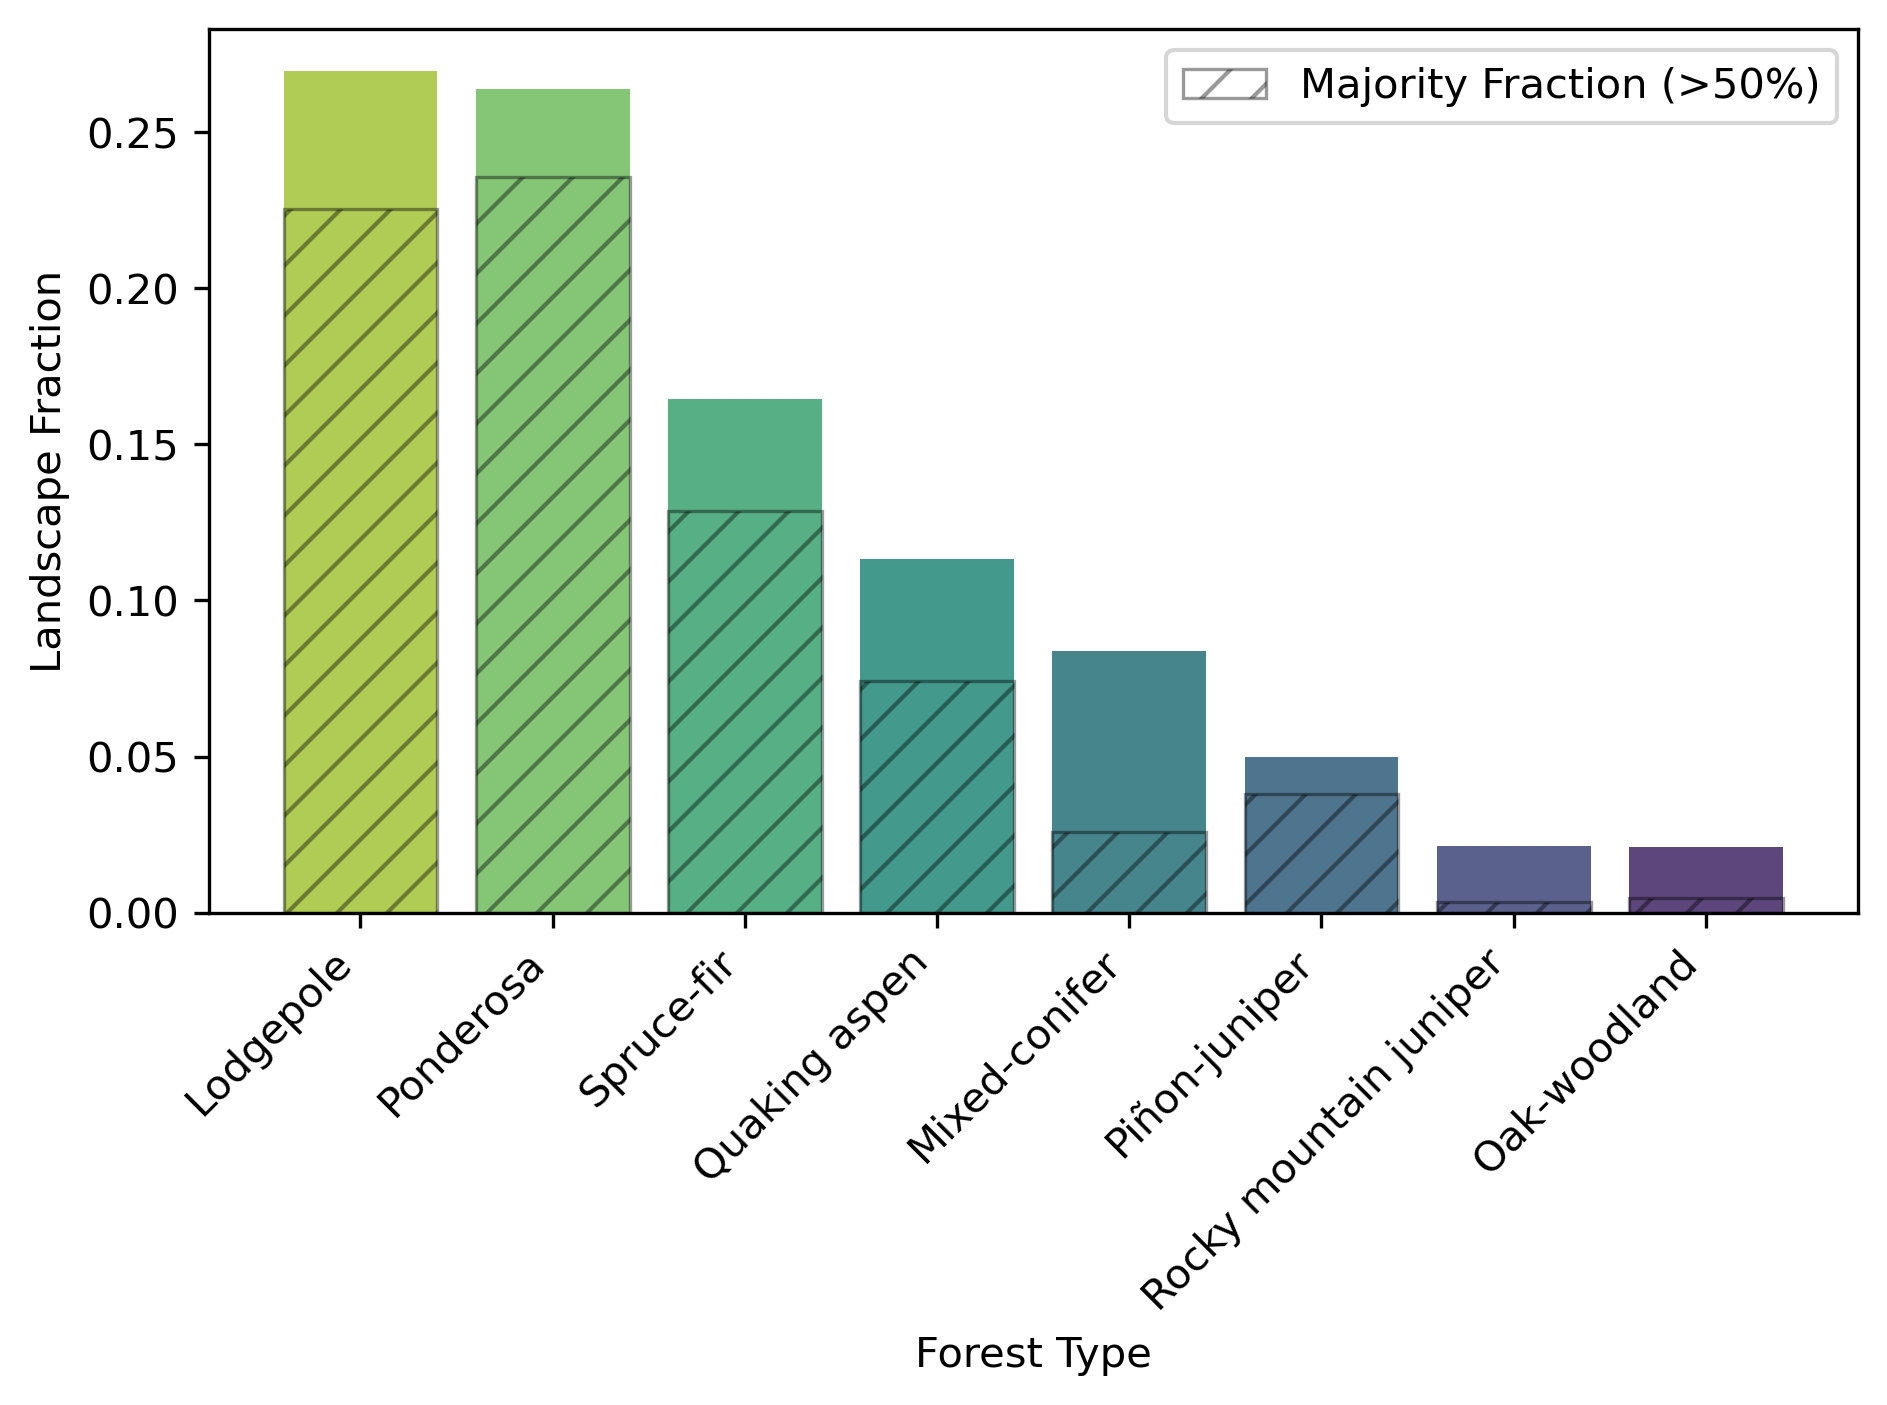 Majority Fraction (>50%)
Landscape Fraction
0.25
0.20
0.15
0.10
0.05
0.00
Lodgepole
Ponderosa
Spruce-fir
Quaking aspen
Mixed-conifer
Piñon-juniper
Rocky mountain juniper
Oak-woodland
Forest Type